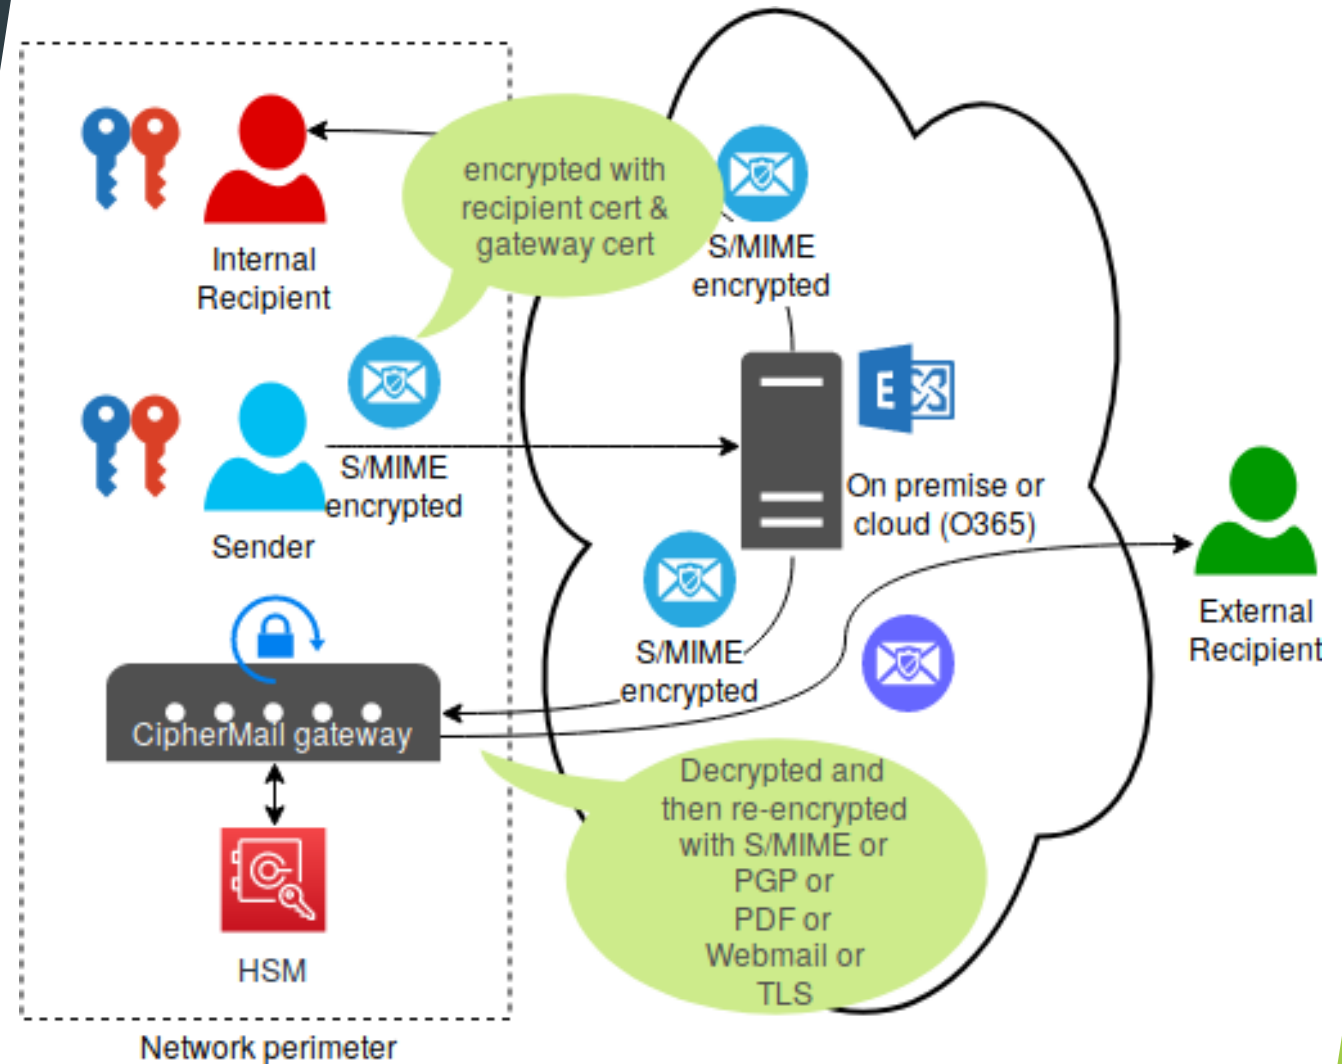 encrypted with
recipient cert &
gateway cert
S/MIME
encrypted
Internal
Recipient
S/MIME
encrypted
Sender
E
On premise or
cloud (O365)
S/MIME
encrypted
External
Recipient
CipherMail gateway
Decrypted and
then re-encrypted
with S/MIME or
PGP or
PDF or
Webmail or
TLS
HSM
Network perimeter